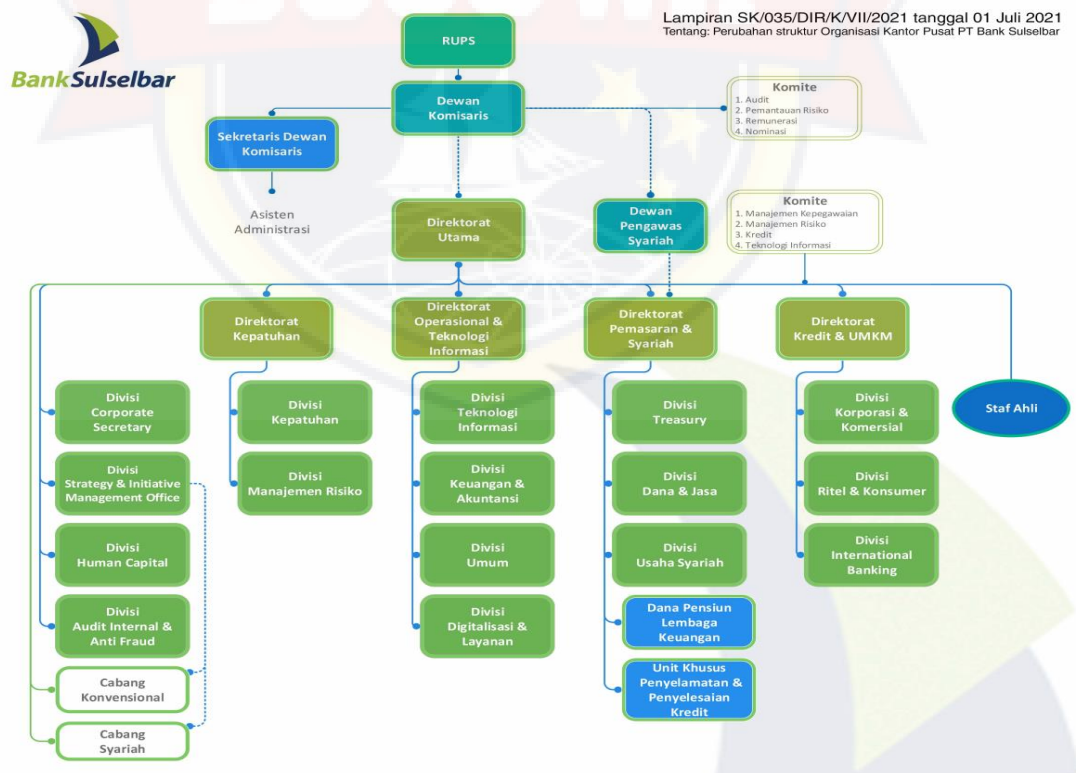 BankSulselbar
Lampiran SK/035/DIR/K/VII/2021 tanggal 01 Juli 2021
Tentang: Perubahan struktur Organisasi Kantor Pusat PT Bank Sulselbar
RUPS
Dewan
Komisaris
Komite
1. Audit
2. Pemantauan Risiko
3. Remunerasi
4. Nominasi
Sekretaris Dewan
Komisaris
Asisten
Administrasi
Direktorat
Utama
Dewan
Pengawas
Syariah
Komite
1. Manajemen Kepegawaian
2. Manajemen Risiko
3. Kredit
4. Teknologi Informasi
Direktorat
Kepatuhan
Direktorat
Operasional &
Teknologi
Informasi
Direktorat
Pemasaran &
Syariah
Direktorat
Kredit & UMKM
Staf Ahli
Divisi
Corporate
Secretary
Divisi
Strategy & Initiative
Management Office
Divisi
Human Capital
Divisi
Audit Internal &
Anti Fraud
Cabang
Konvensional
Cabang
Syariah
Divisi
Kepatuhan
Divisi
Manajemen Risiko
Divisi
Teknologi
Informasi
Divisi
Keuangan &
Akuntansi
Divisi
Umum
Divisi
Digitalisasi &
Layanan
Divisi
Treasury
Divisi
Dana & Jasa
Divisi
Usaha Syariah
Dana Pensiun
Lembaga
Keuangan
Unit Khusus
Penyelamatan &
Penyelesaian
Kredit
Divisi
Korporasi &
Komersial
Divisi
Ritel & Konsumer
Divisi
International
Banking